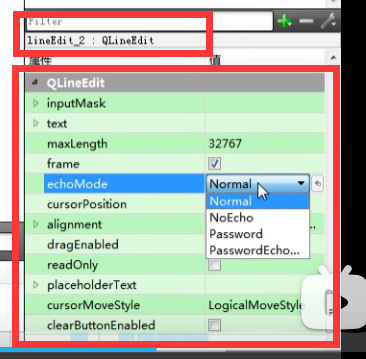 Filter
lineEdit_2 : QLineEdit
属性 值
QLineEdit
inputMask
text
maxLength 32767
frame
echoMode Normal
Normal
cursorPosition
NoEcho
alignment
Password
dragEnabled
PasswordEcho...
readOnly
placeholderText
cursorMoveStyle LogicalMoveStyle
clearButtonEnabled